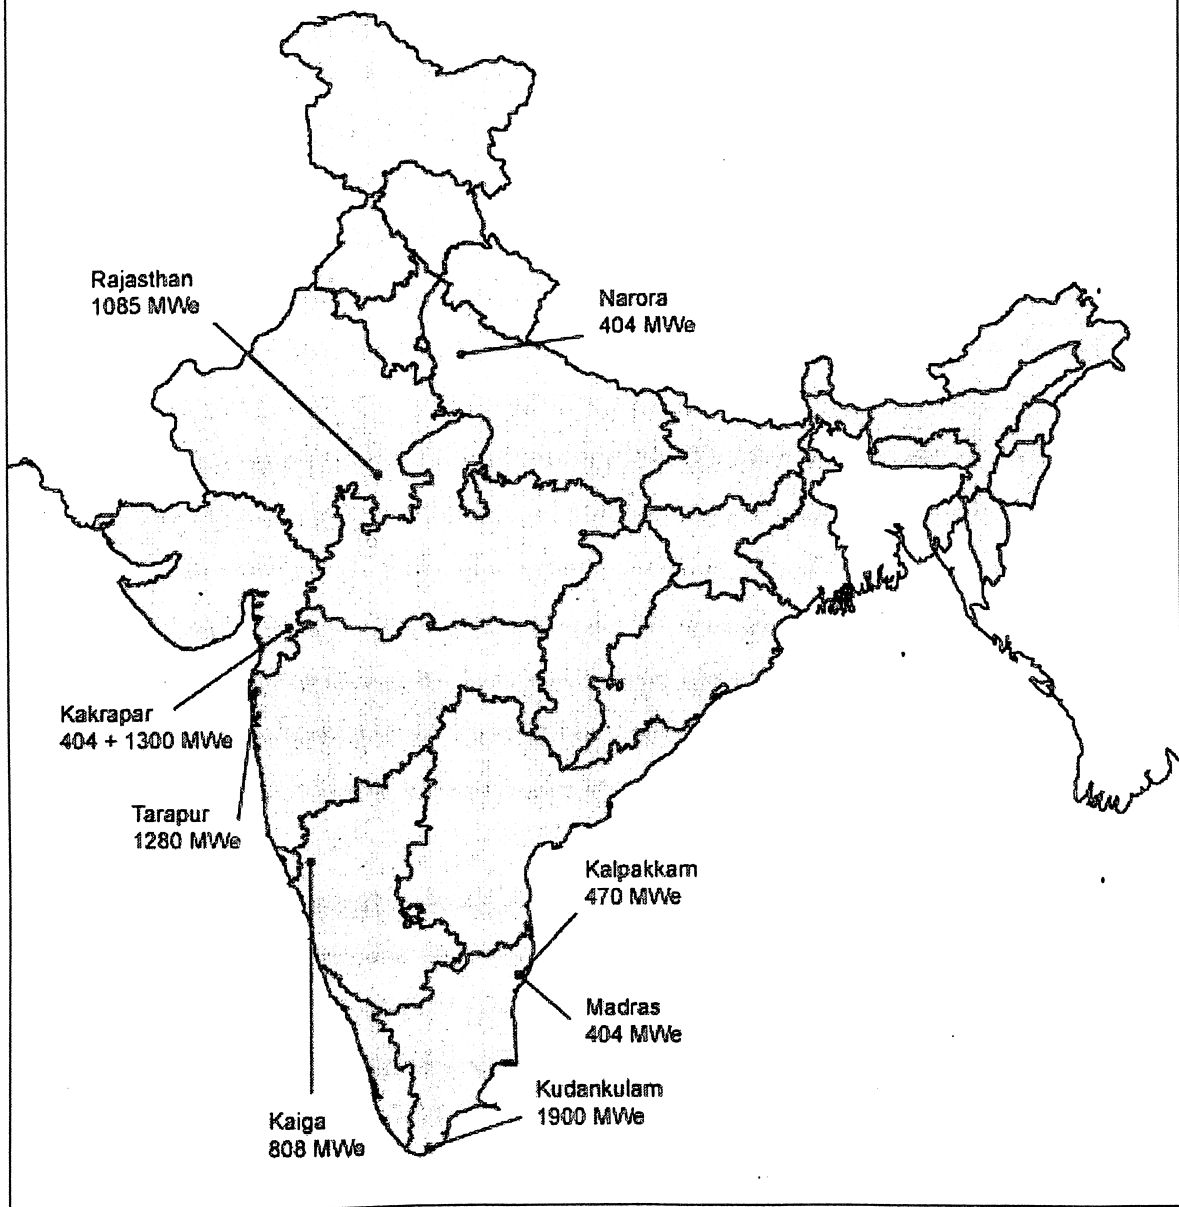 Rajasthan
1085 MWe
Narora
404 MWe
Kakrapar
404 + 1300 MWe
Tarapur
1280 MWe
Kalpakkam
470 MWe
Madras
404 MWe
Kudankulam
1900 MWe
Kaiga
808 MWe